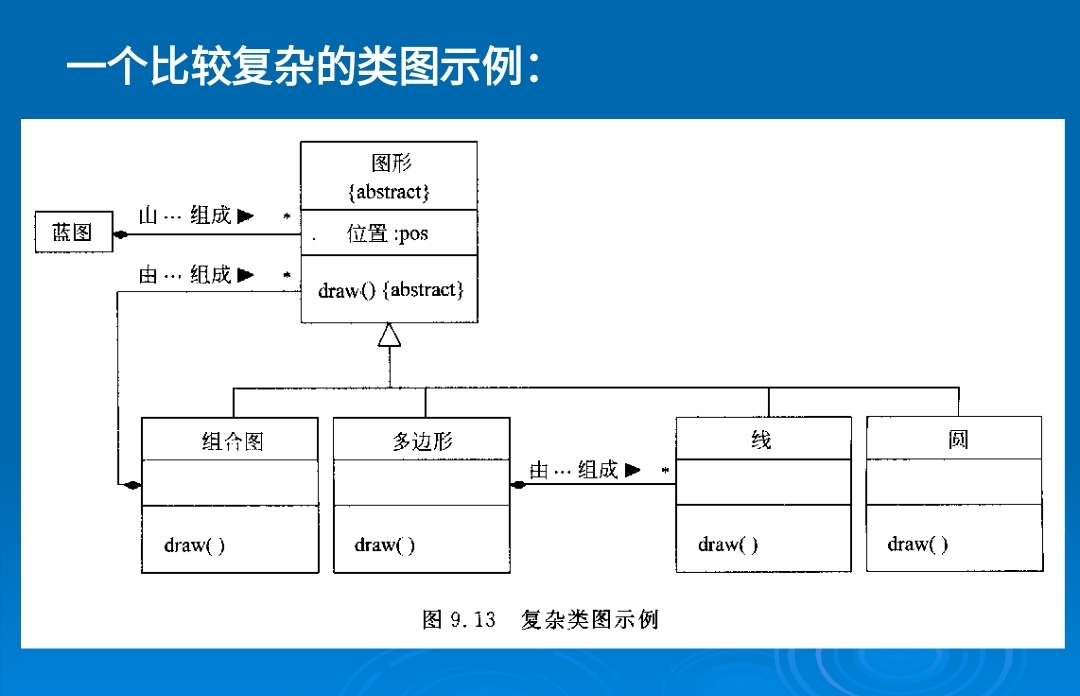 一个比较复杂的类图示例：
图形
{abstract}
山 … 组成 ▶ *
蓝图
位置 :pos
由 … 组成 ▶ *
draw() {abstract}
组合图
多边形
线
圆
由 … 组成 ▶ *
draw( )
draw( )
draw( )
draw( )
图 9.13 复杂类图示例